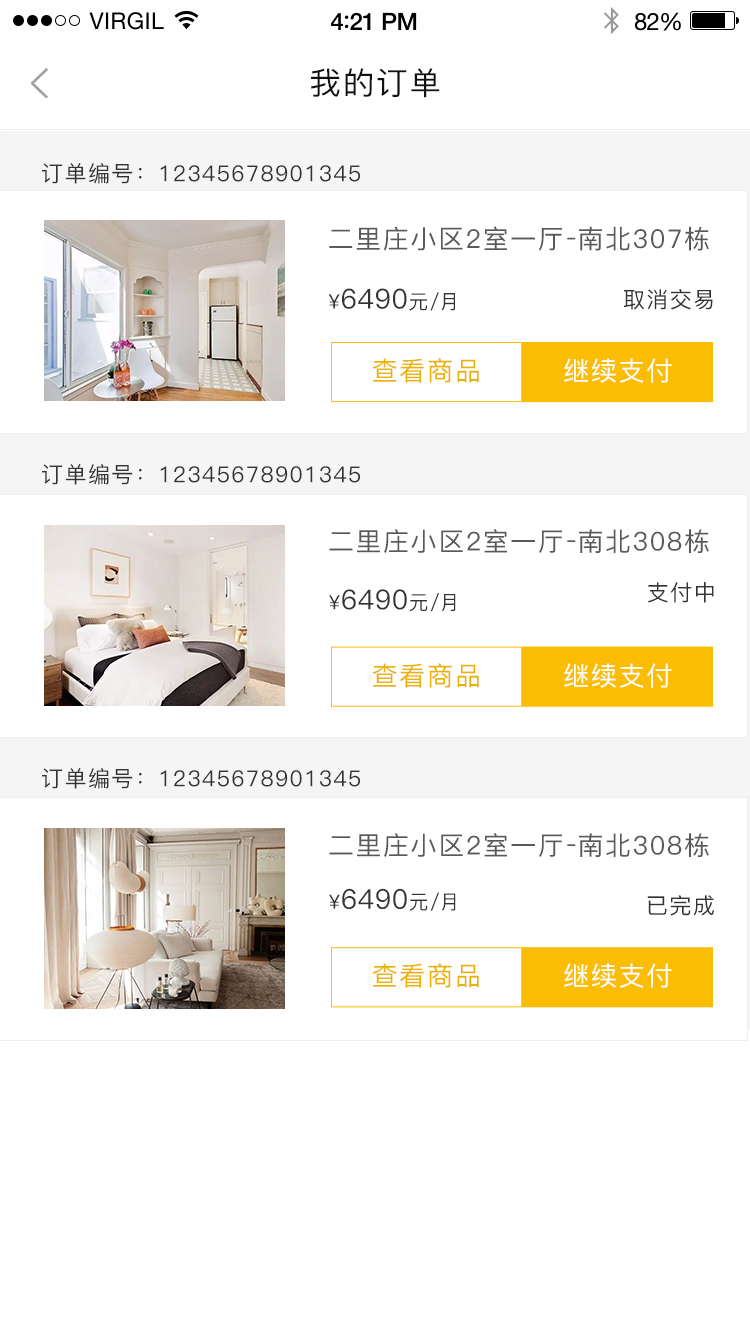 VIRGIL 4:21 PM 82%
我的订单
订单编号：12345678901345
二里庄小区2室一厅-南北307栋
¥6490元/月 取消交易
查看商品 继续支付
订单编号：12345678901345
二里庄小区2室一厅-南北308栋
¥6490元/月 支付中
查看商品 继续支付
订单编号：12345678901345
二里庄小区2室一厅-南北308栋
¥6490元/月 已完成
查看商品 继续支付